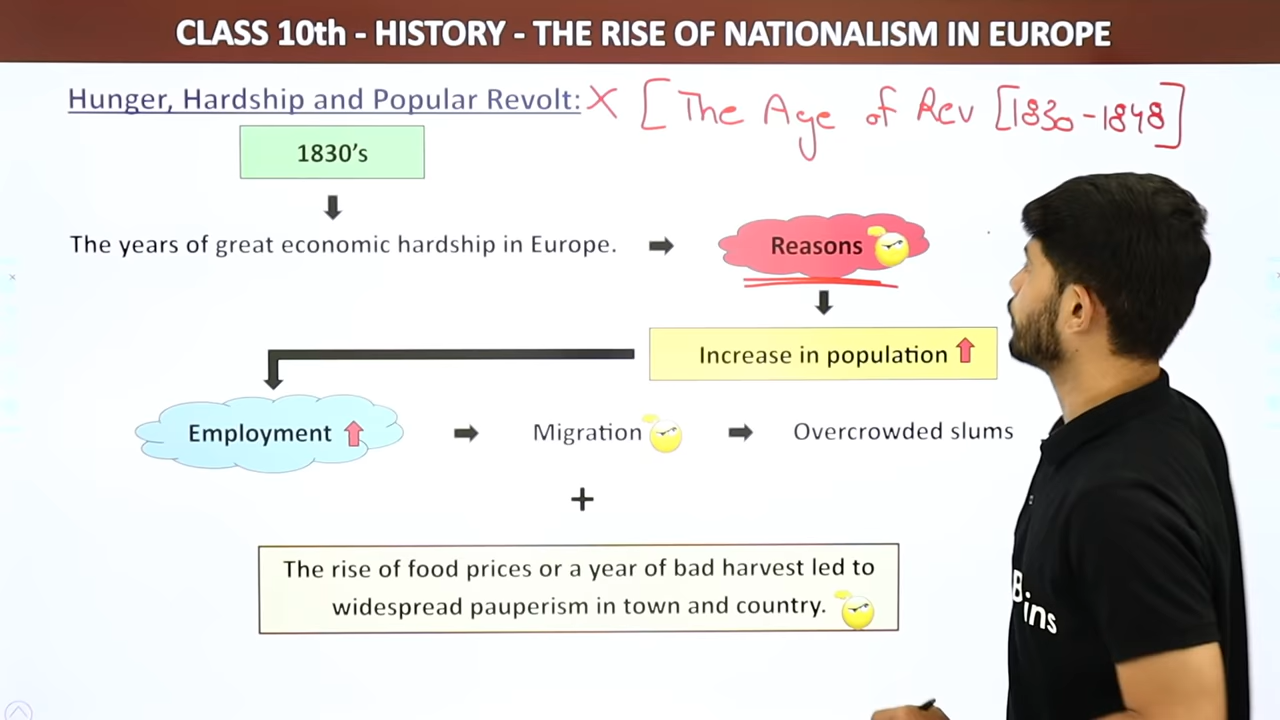 CLASS 10th - HISTORY - THE RISE OF NATIONALISM IN EUROPE
Hunger, Hardship and Popular Revolt: X [The Age of Rev [1830-1848]
1830's
The years of great economic hardship in Europe.
Reasons
Increase in population
Employment
Migration
Overcrowded slums
+
The rise of food prices or a year of bad harvest led to
widespread pauperism in town and country.
B
ins